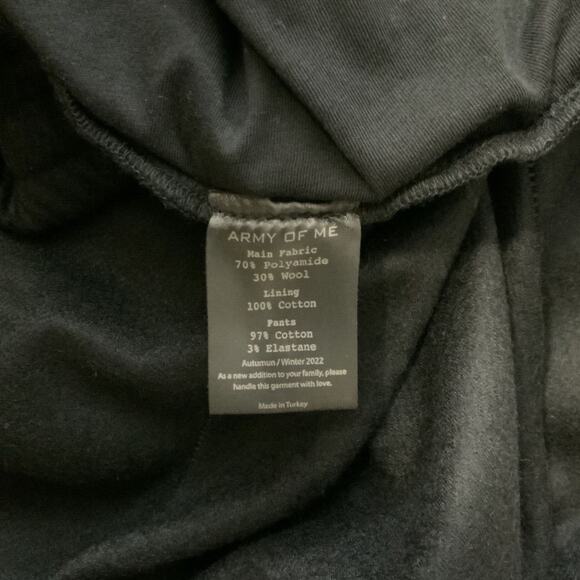 ARMY OF ME
Main Fabric
70% Polyamide
30% Wool
Lining
100% Cotton
Pants
97% Cotton
3% Elastane
Autumun / Winter 2022
As a new addition to your family, please
handle this garment with love.
Made in Turkey